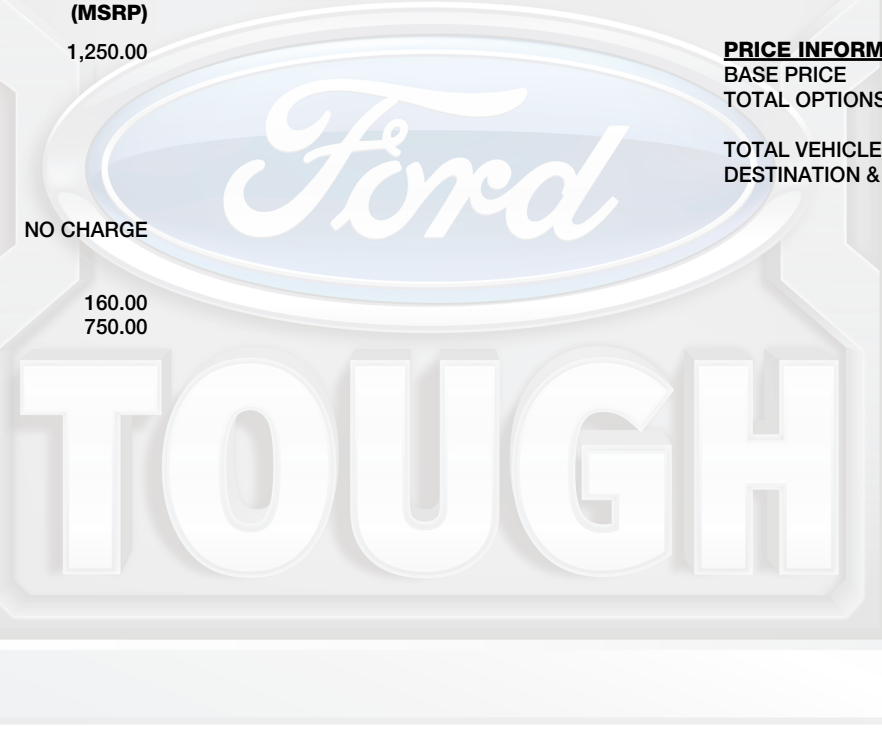 (MSRP)
1,250.00
NO CHARGE
160.00
750.00
PRICE INFORM
BASE PRICE
TOTAL OPTIONS
TOTAL VEHICLE
DESTINATION &
Ford
TOUGH